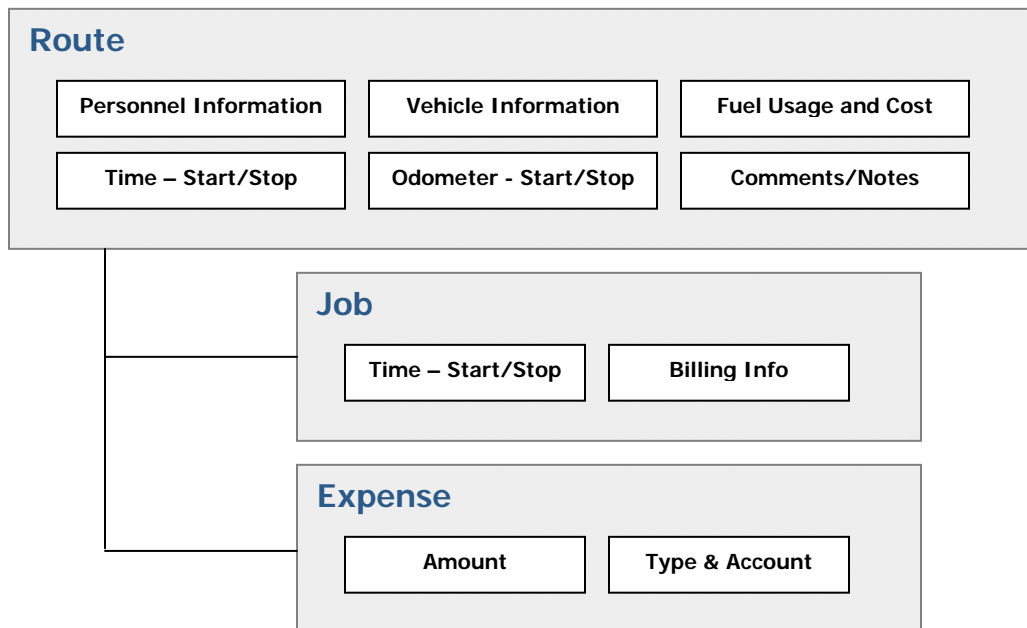 Route
Personnel Information
Vehicle Information
Fuel Usage and Cost
Time – Start/Stop
Odometer - Start/Stop
Comments/Notes
Job
Time – Start/Stop
Billing Info
Expense
Amount
Type & Account